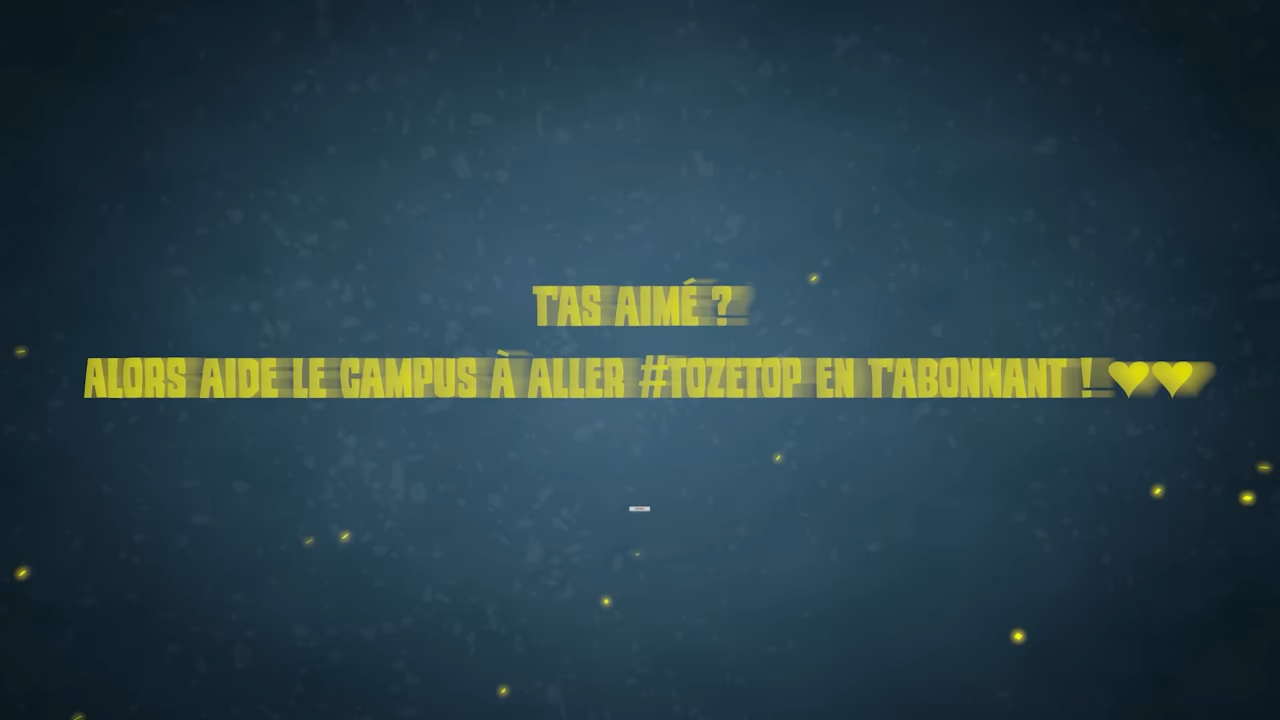 T'AS AIMÉ ?
ALORS AIDE LE CAMPUS À ALLER #TOZETOP EN T'ABONNANT ! ♥♥